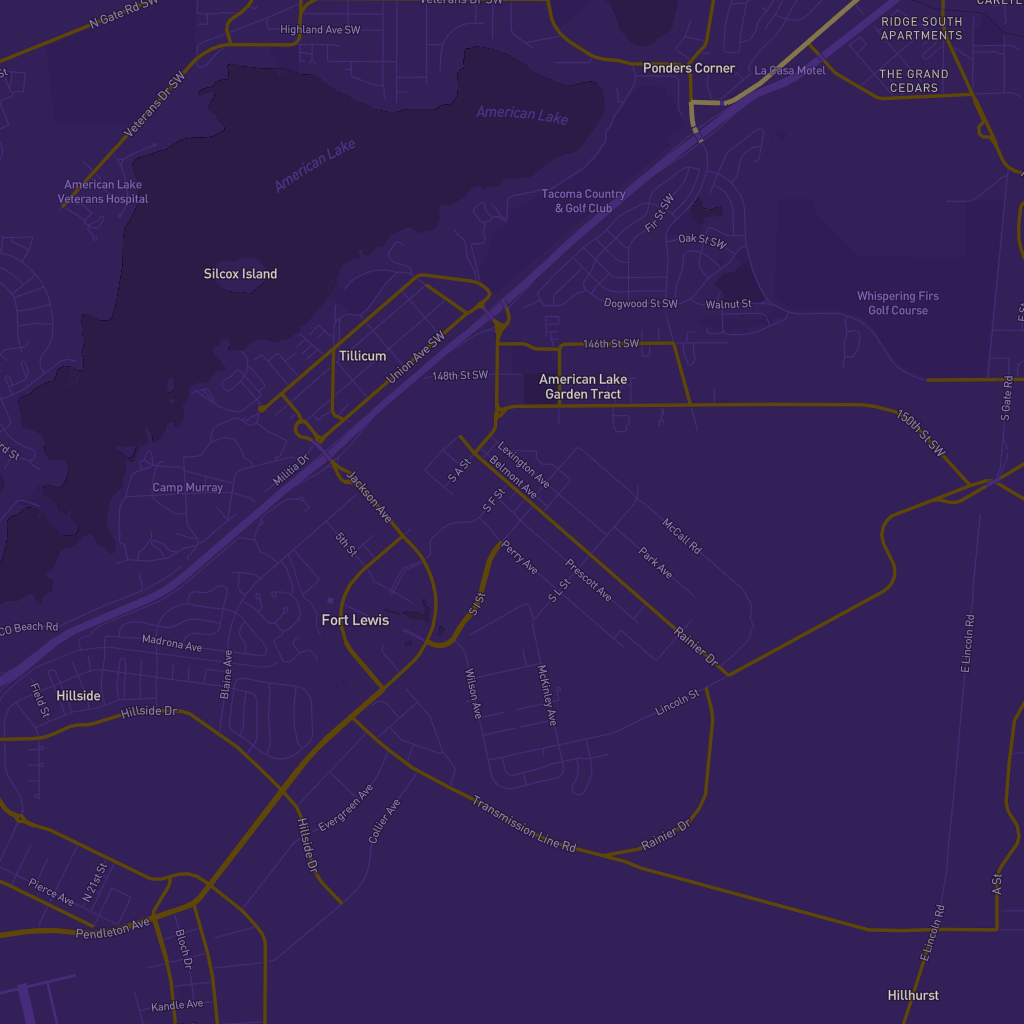 N Gate Rd SW
Veterans Dr SW
Highland Ave SW
RIDGE SOUTH
APARTMENTS
Ponders Corner
La Casa Motel
THE GRAND
CEDARS
Veterans Dr SW
American Lake
American Lake
American Lake
Veterans Hospital
Tacoma Country
& Golf Club
Fir St SW
Oak St SW
Silcox Island
Dogwood St SW
Walnut St
Whispering Firs
Golf Course
146th St SW
Tillicum
Union Ave SW
148th St SW
American Lake
Garden Tract
S Gate Rd
150th St SW
Militia Dr
Camp Murray
Jackson Ave
S A St
Lexington Ave
Belmont Ave
S F St
McCall Rd
5th St
Perry Ave
Park Ave
Prescott Ave
S L St
S I St
Fort Lewis
CO Beach Rd
Madrona Ave
Rainier Dr
E Lincoln Rd
Blaine Ave
Hillside
Field St
Wilson Ave
McKinley Ave
Lincoln St
Hillside Dr
Evergreen Ave
Collier Ave
Hillside Dr
Transmission Line Rd
Rainier Dr
Pierce Ave
N 21st St
A St
Pendleton Ave
Bloch Dr
E Lincoln Rd
Kandle Ave
Hillhurst